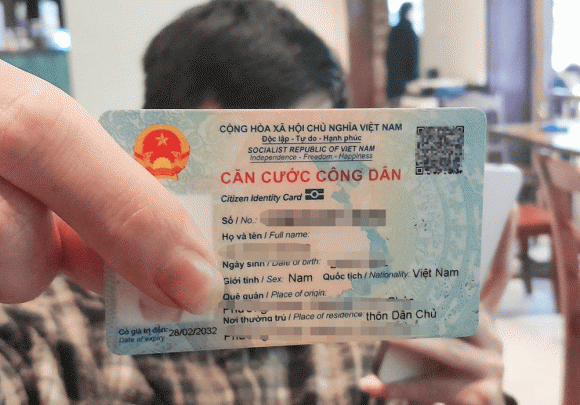 CỘNG HÒA XÃ HỘI CHỦ NGHĨA VIỆT NAM
Độc lập - Tự do - Hạnh phúc
SOCIALIST REPUBLIC OF VIET NAM
Independence - Freedom - Happiness
CĂN CƯỚC CÔNG DÂN
Citizen Identity Card
Số / No.:
Họ và tên / Full name:
Ngày sinh / Date of birth:
Giới tính / Sex: Nam Quốc tịch / Nationality: Việt Nam
Quê quán / Place of origin:
Nơi thường trú / Place of residence thôn Dân Chủ
Có giá trị đến: 28/02/2032
Date of expiry